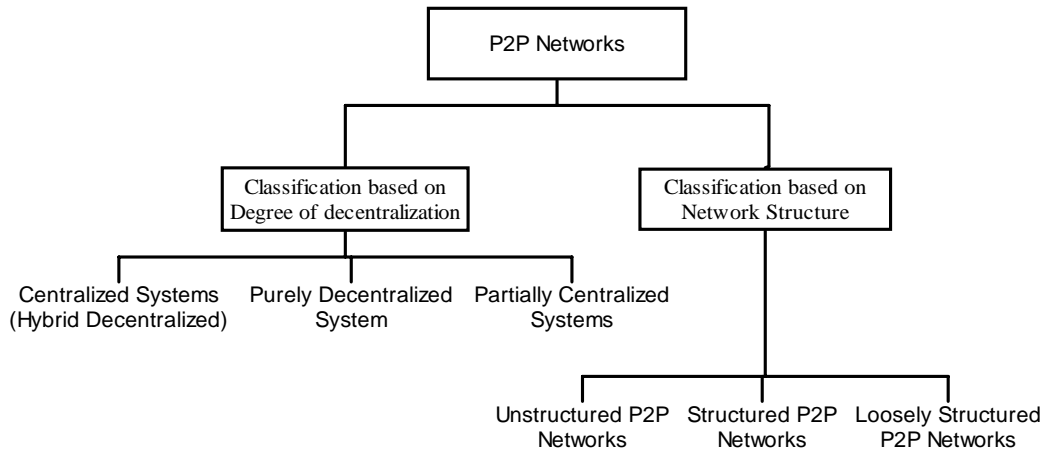 P2P Networks
Classification based on
Degree of decentralization
Classification based on
Network Structure
Centralized Systems
(Hybrid Decentralized)
Purely Decentralized
System
Partially Centralized
Systems
Unstructured P2P
Networks
Structured P2P
Networks
Loosely Structured
P2P Networks